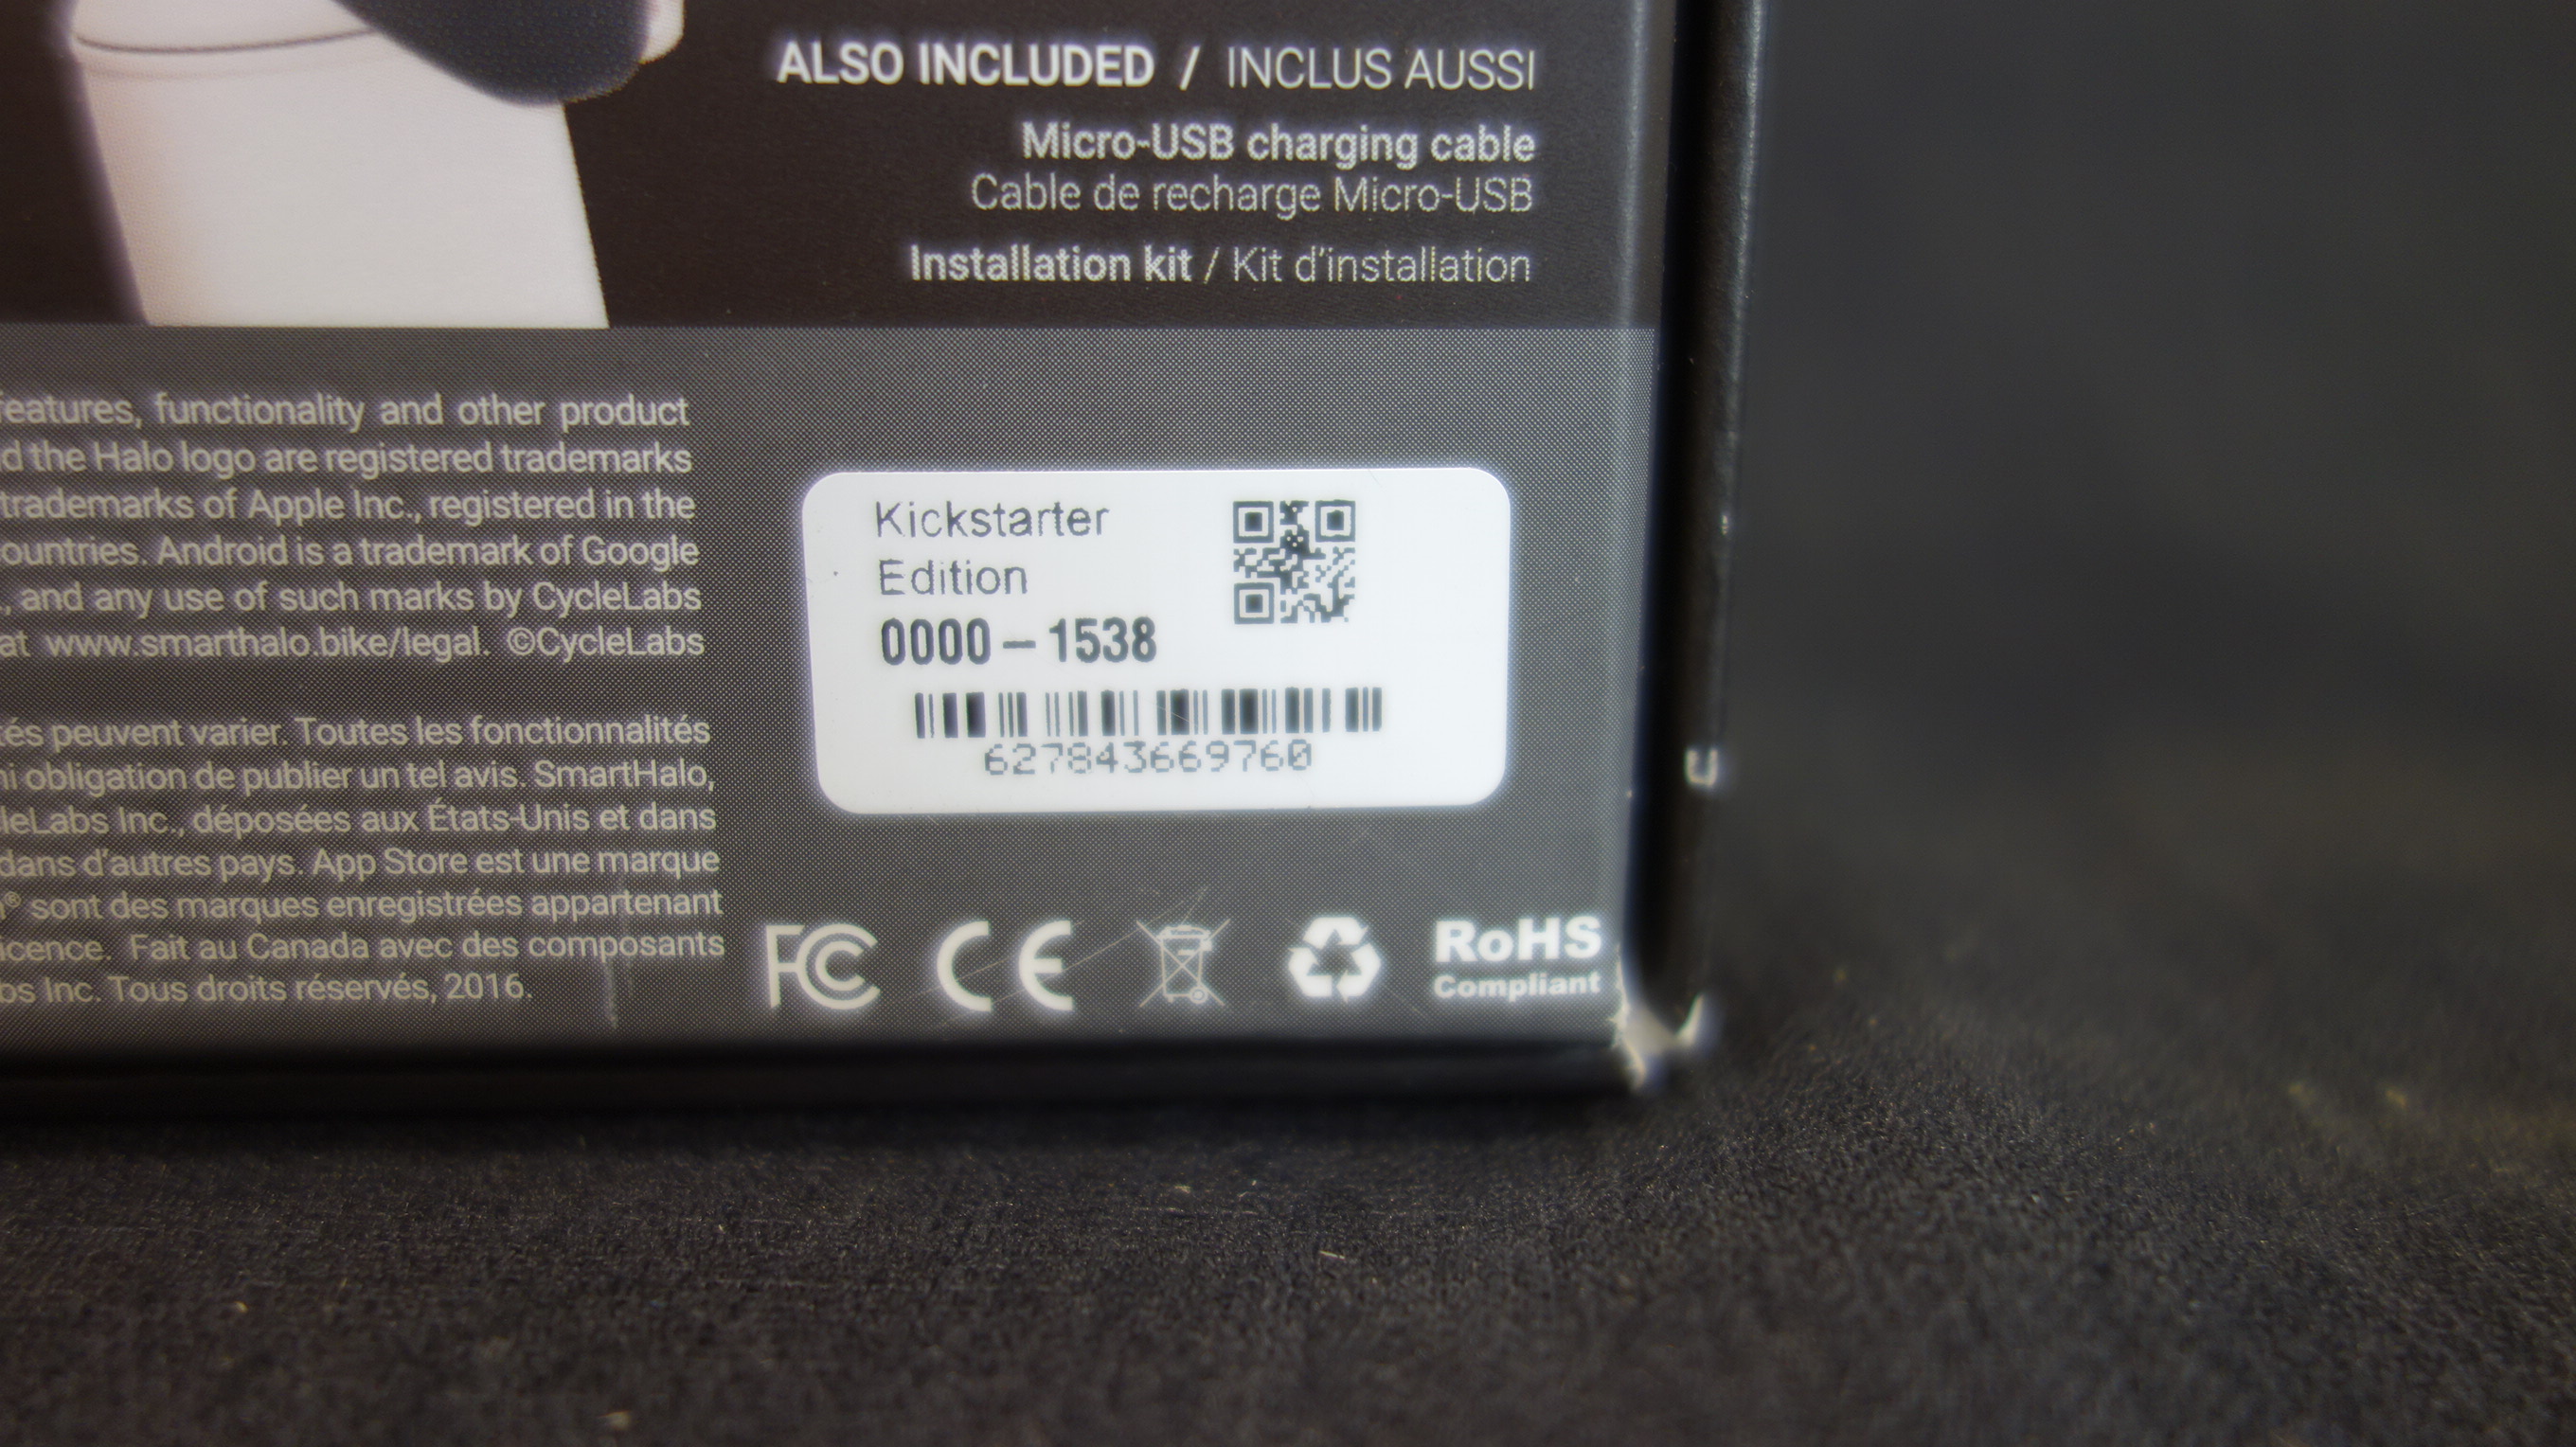 ALSO INCLUDED / INCLUS AUSSI
Micro-USB charging cable
Cable de recharge Micro-USB
Installation kit / Kit d'installation
features, functionality and other product
the Halo logo are registered trademarks
trademarks of Apple Inc., registered in the
ountries. Android is a trademark of Google
, and any use of such marks by CycleLabs
at www.smarthalo.bike/legal. ©CycleLabs
tés peuvent varier. Toutes les fonctionnalités
ni obligation de publier un tel avis. SmartHalo,
cleLabs Inc., déposées aux États-Unis et dans
dans d'autres pays. App Store est une marque
® sont des marques enregistrées appartenant
icence. Fait au Canada avec des composants
bs Inc. Tous droits réservés, 2016.
Kickstarter
Edition
0000-1538
627843669760
FC CE RoHS
Compliant